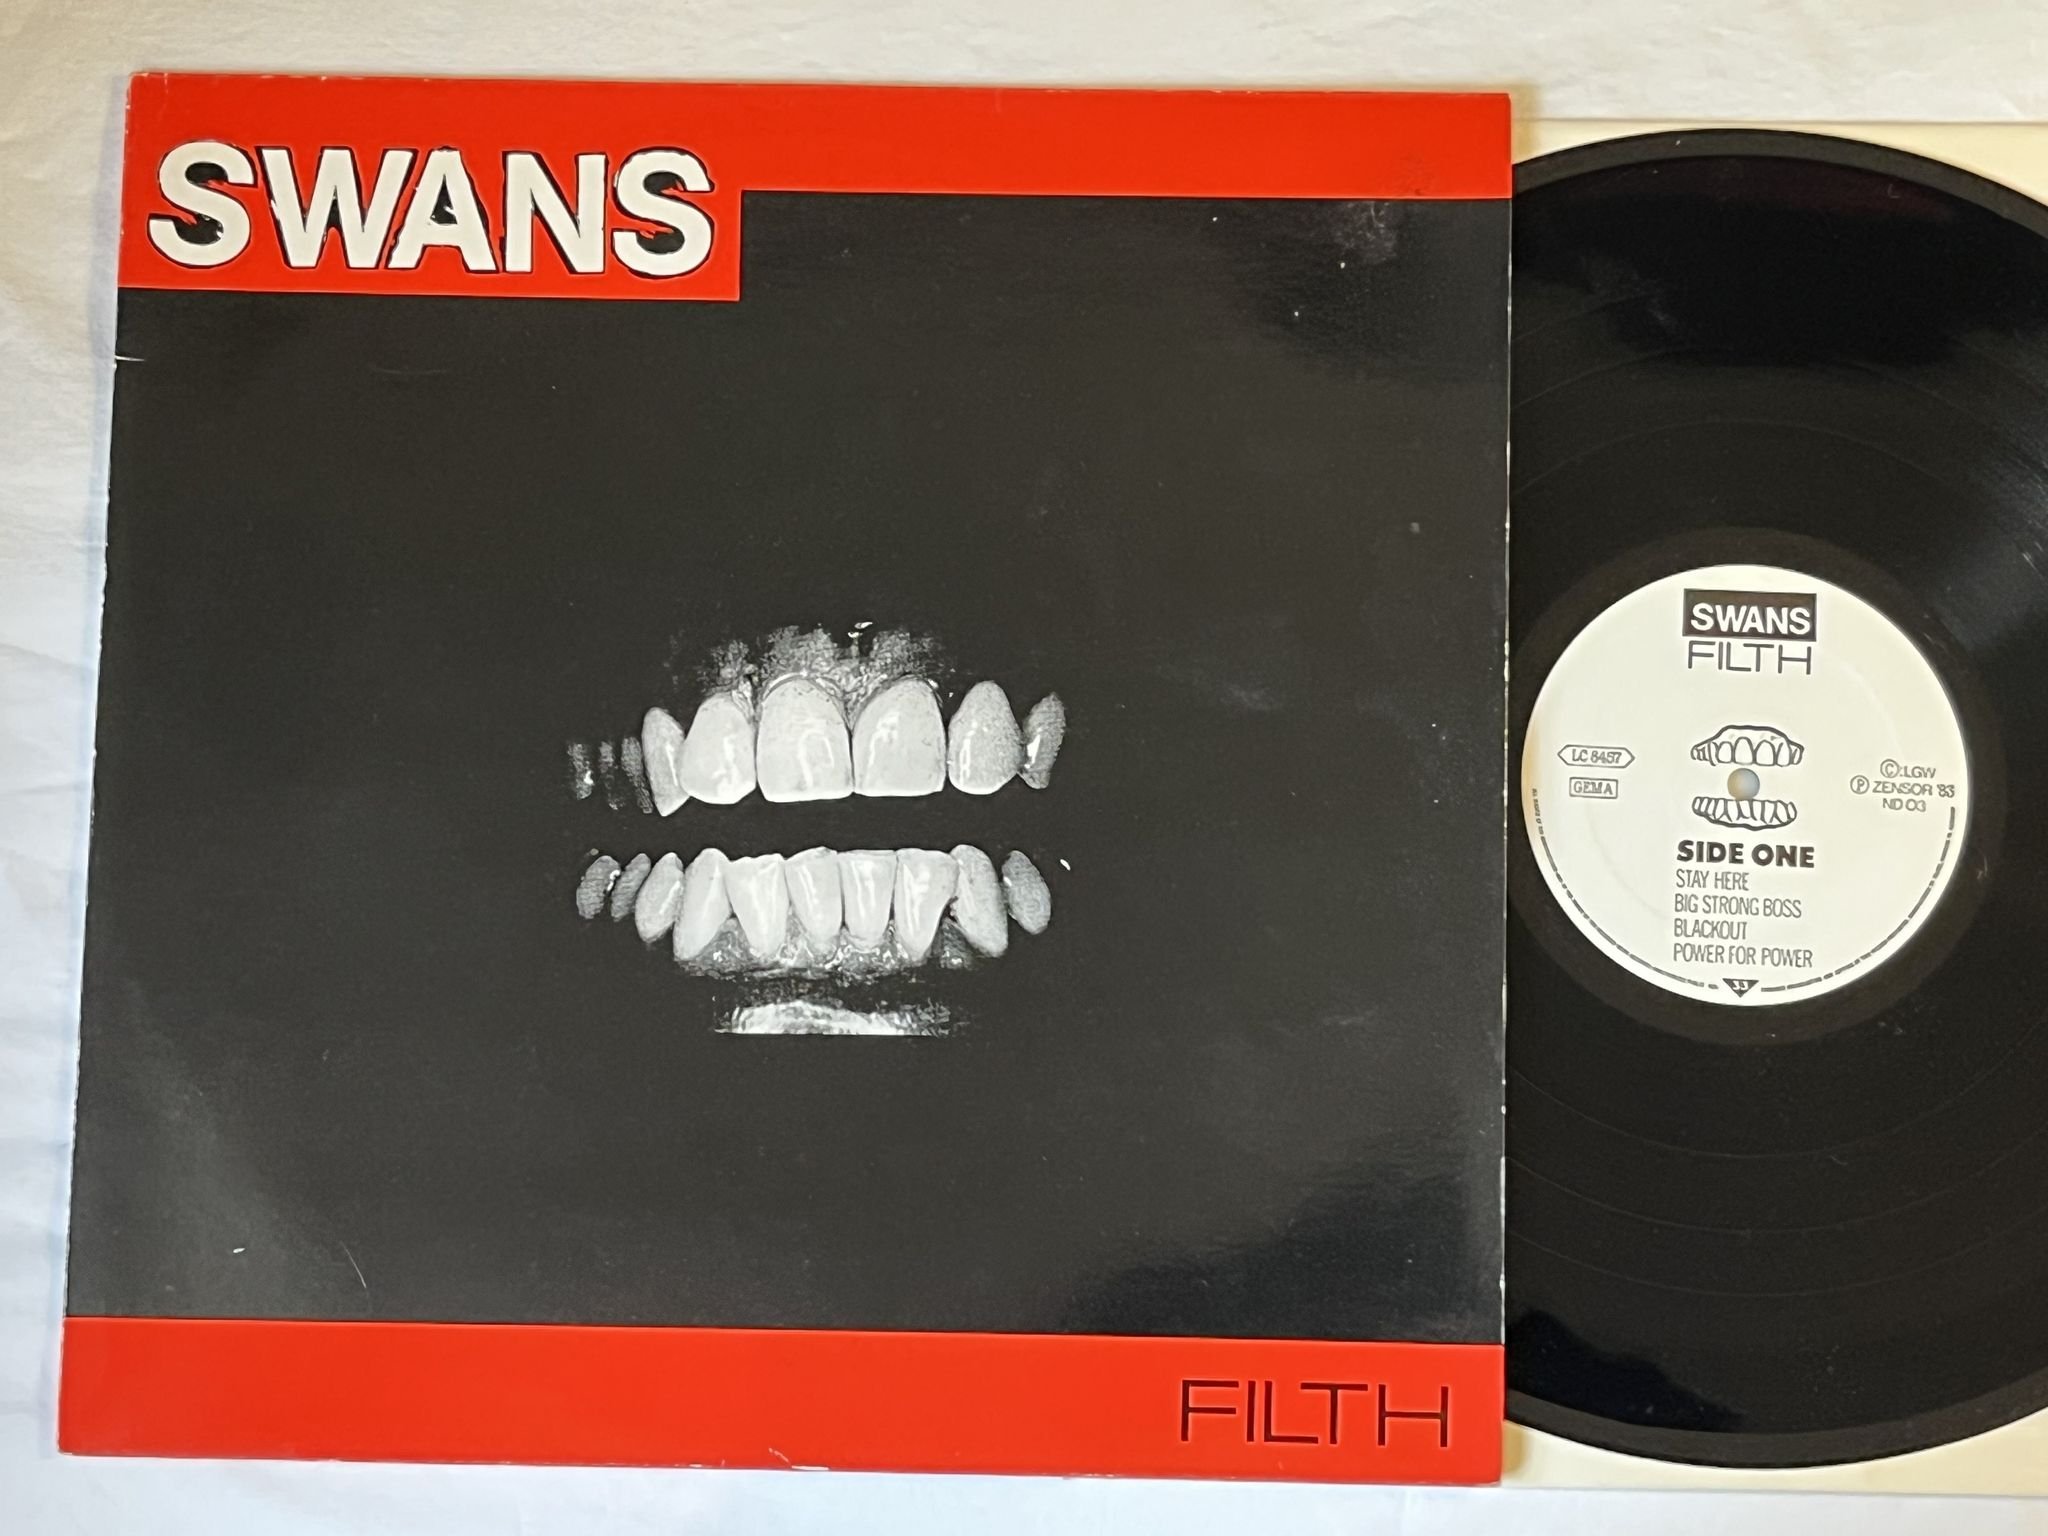 SWANS
FILTH
SWANS
FILTH
LC 8457
GEMA
© LGW
Ⓟ ZENSOR '83
ND 03
SIDE ONE
STAY HERE
BIG STRONG BOSS
BLACKOUT
POWER FOR POWER
33